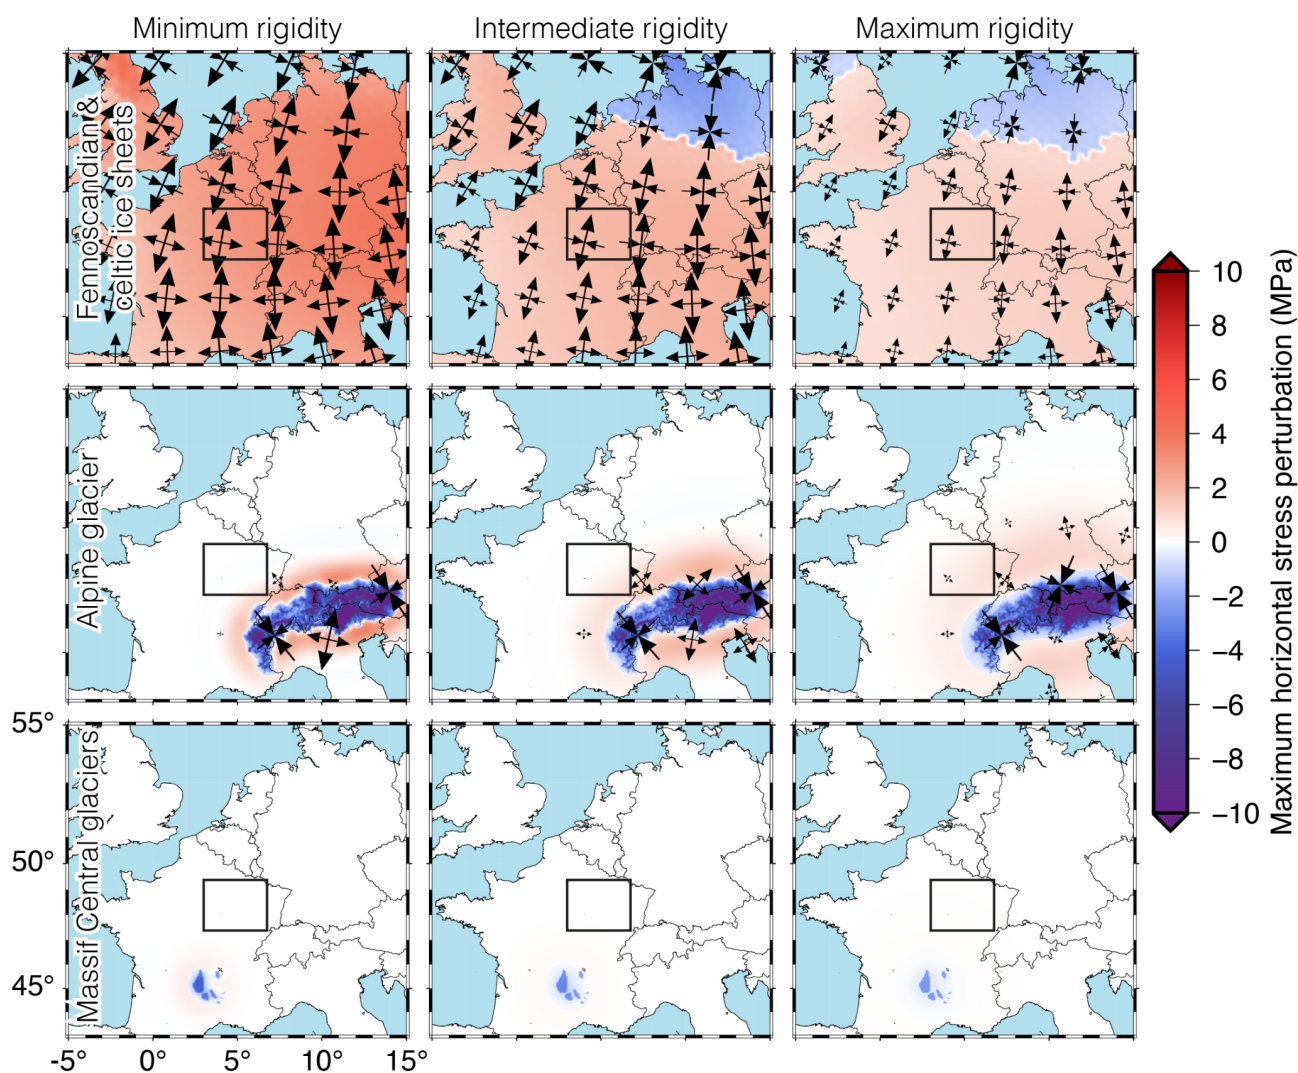 Minimum rigidity
Intermediate rigidity
Maximum rigidity
Fennoscandian &
celtic ice sheets
Alpine glacier
Massif Central glaciers
55°
50°
45°
-5°
0°
5°
10°
15°
10
8
6
4
2
0
−2
−4
−6
−8
−10
Maximum horizontal stress perturbation (MPa)